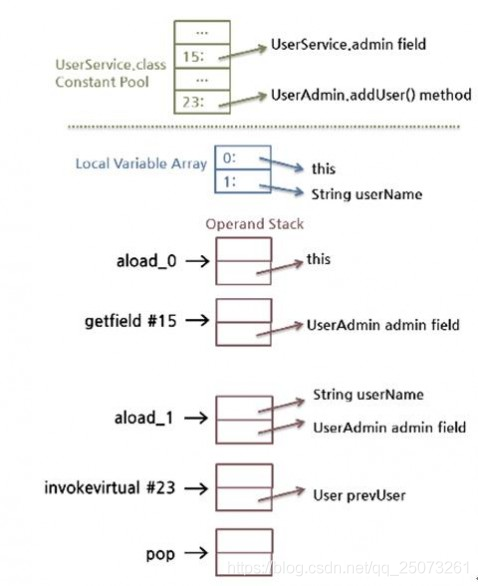 ...
15:
UserService.admin field
UserService.class
Constant Pool
...
23:
UserAdmin.addUser() method
Local Variable Array
0:
this
1:
String userName
Operand Stack
aload_0
this
getfield #15
UserAdmin admin field
String userName
aload_1
UserAdmin admin field
invokevirtual #23
User prevUser
pop
https://blog.csdn.net/qq_25073261